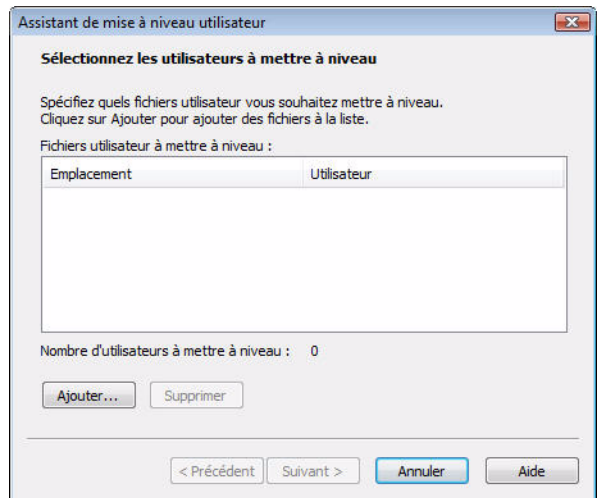 Assistant de mise à niveau utilisateur
Sélectionnez les utilisateurs à mettre à niveau
Spécifiez quels fichiers utilisateur vous souhaitez mettre à niveau.
Cliquez sur Ajouter pour ajouter des fichiers à la liste.
Fichiers utilisateur à mettre à niveau :
Emplacement Utilisateur
Nombre d'utilisateurs à mettre à niveau : 0
Ajouter... Supprimer
< Précédent Suivant > Annuler Aide